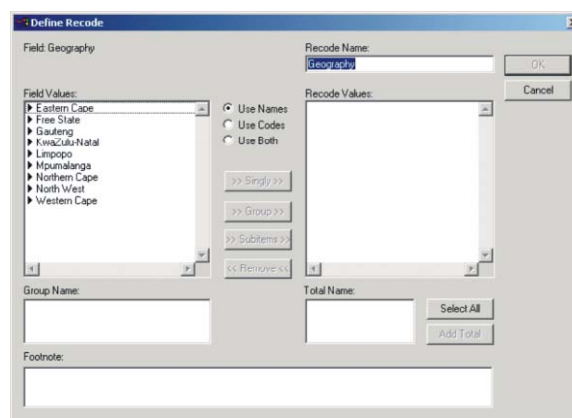 Define Recode
Field: Geography
Recode Name:
Geography
OK
Cancel
Field Values:
Eastern Cape
Free State
Gauteng
KwaZulu-Natal
Limpopo
Mpumalanga
Northern Cape
North West
Western Cape
Use Names
Use Codes
Use Both
>> Singly >>
>> Group >>
>> Subitems >>
<< Remove <<
Recode Values:
Group Name:
Total Name:
Select All
Add Total
Footnote: